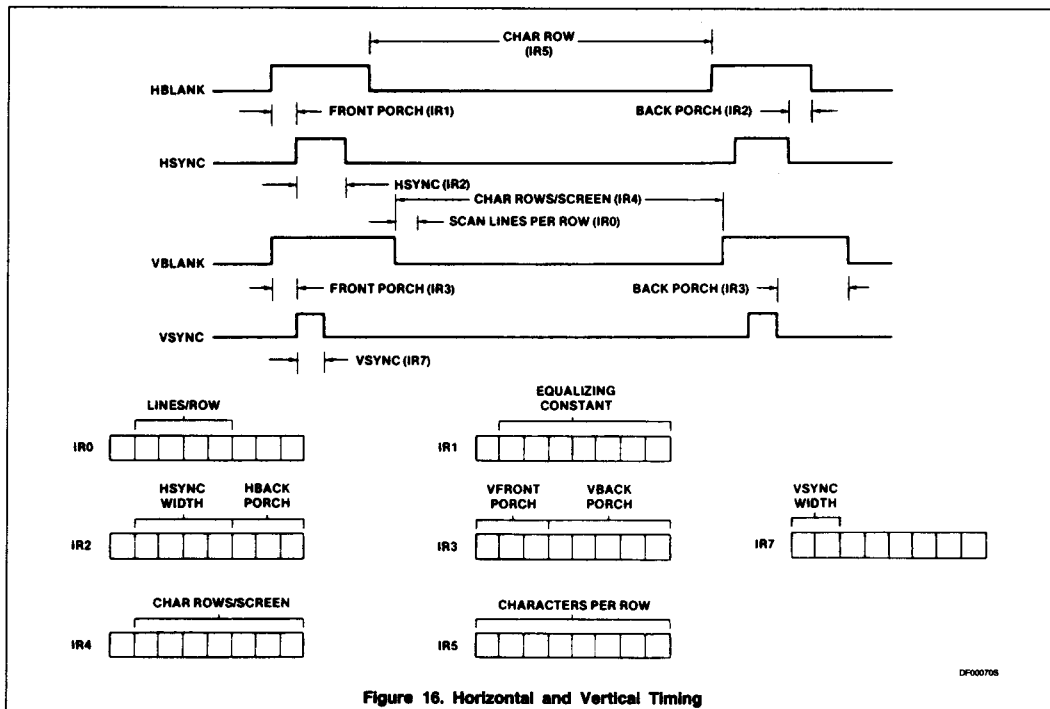 CHAR ROW
(IR5)
HBLANK
FRONT PORCH (IR1)
BACK PORCH (IR2)
HSYNC
HSYNC (IR2)
CHAR ROWS/SCREEN (IR4)
SCAN LINES PER ROW (IR0)
VBLANK
FRONT PORCH (IR3)
BACK PORCH (IR3)
VSYNC
VSYNC (IR7)
LINES/ROW
IR0
EQUALIZING
CONSTANT
IR1
HSYNC
WIDTH
HBACK
PORCH
IR2
VFRONT
PORCH
VBACK
PORCH
IR3
VSYNC
WIDTH
IR7
CHAR ROWS/SCREEN
IR4
CHARACTERS PER ROW
IR5
DF00070S
Figure 16. Horizontal and Vertical Timing